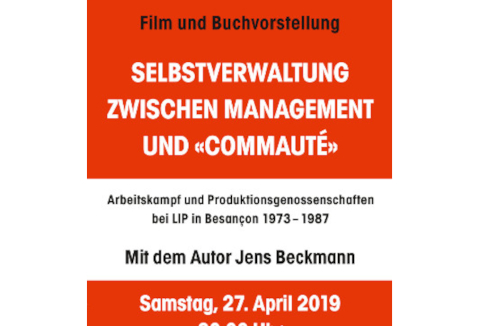 Film und Buchvorstellung
SELBSTVERWALTUNG
ZWISCHEN MANAGEMENT
UND «COMMAUTÉ»
Arbeitskampf und Produktionsgenossenschaften
bei LIP in Besançon 1973–1987
Mit dem Autor Jens Beckmann
Samstag, 27. April 2019